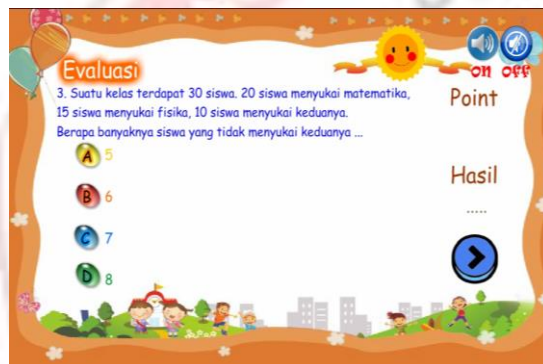 Evaluasi
on off
3. Suatu kelas terdapat 30 siswa. 20 siswa menyukai matematika,
15 siswa menyukai fisika, 10 siswa menyukai keduanya.
Berapa banyaknya siswa yang tidak menyukai keduanya ...
Point
A 5
B 6
C 7
D 8
Hasil
.....